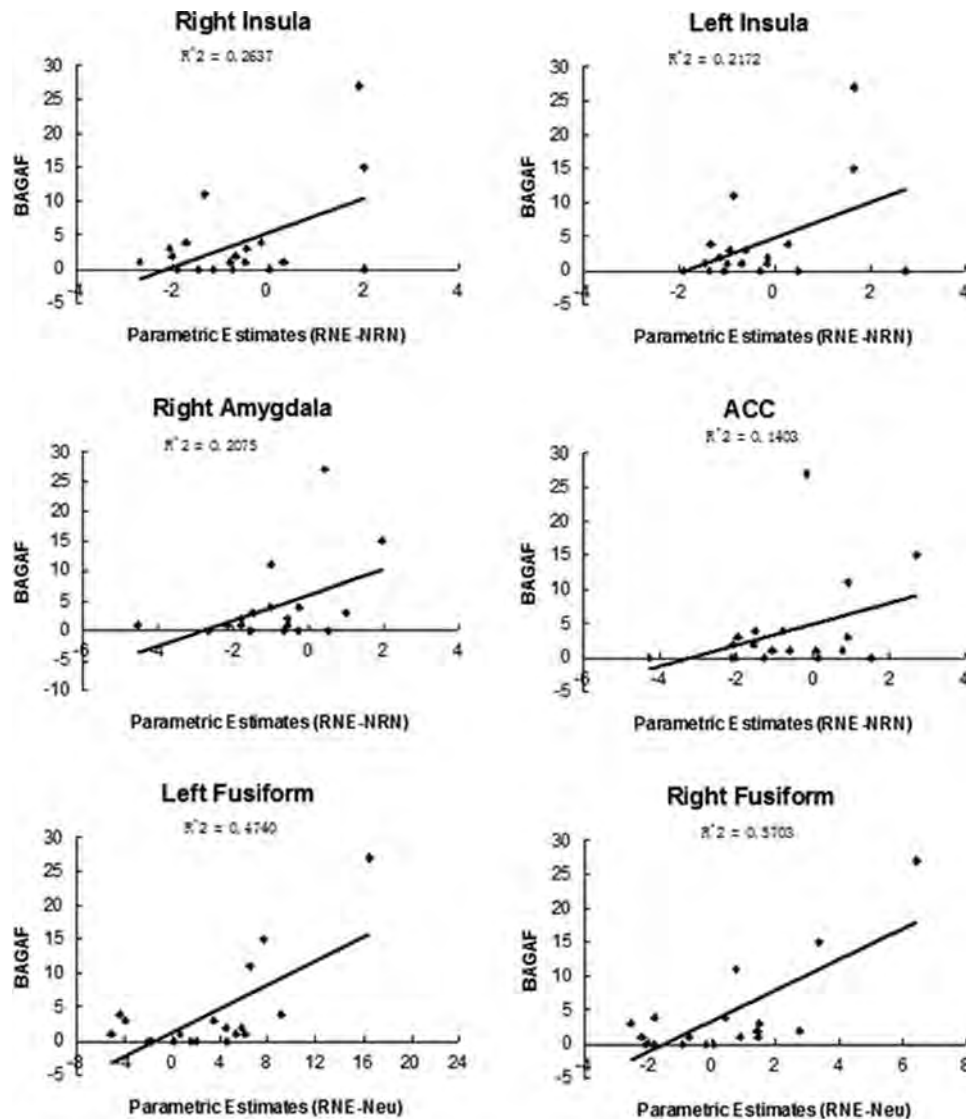 Right Insula
R^2 = 0.2637
30
25
20
15
10
5
0
-5
-4 -2 0 2 4
BAGAF
Parametric Estimates (RNE-NRN)
Left Insula
R^2 = 0.2172
30
25
20
15
10
5
0
-5
-4 -2 0 2 4
BAGAF
Parametric Estimates (RNE-NRN)
Right Amygdala
R^2 = 0.2075
30
25
20
15
10
5
0
-5
-10
-6 -4 -2 0 2 4
BAGAF
Parametric Estimates (RNE-NRN)
ACC
R^2 = 0.1403
30
25
20
15
10
5
0
-5
-6 -4 -2 0 2 4
BAGAF
Parametric Estimates (RNE-NRN)
Left Fusiform
R^2 = 0.4740
30
25
20
15
10
5
0
-5
-8 -4 0 4 8 12 16 20 24
BAGAF
Parametric Estimates (RNE-Neu)
Right Fusiform
R^2 = 0.5703
30
25
20
15
10
5
0
-5
-4 -2 0 2 4 6 8
BAGAF
Parametric Estimates (RNE-Neu)